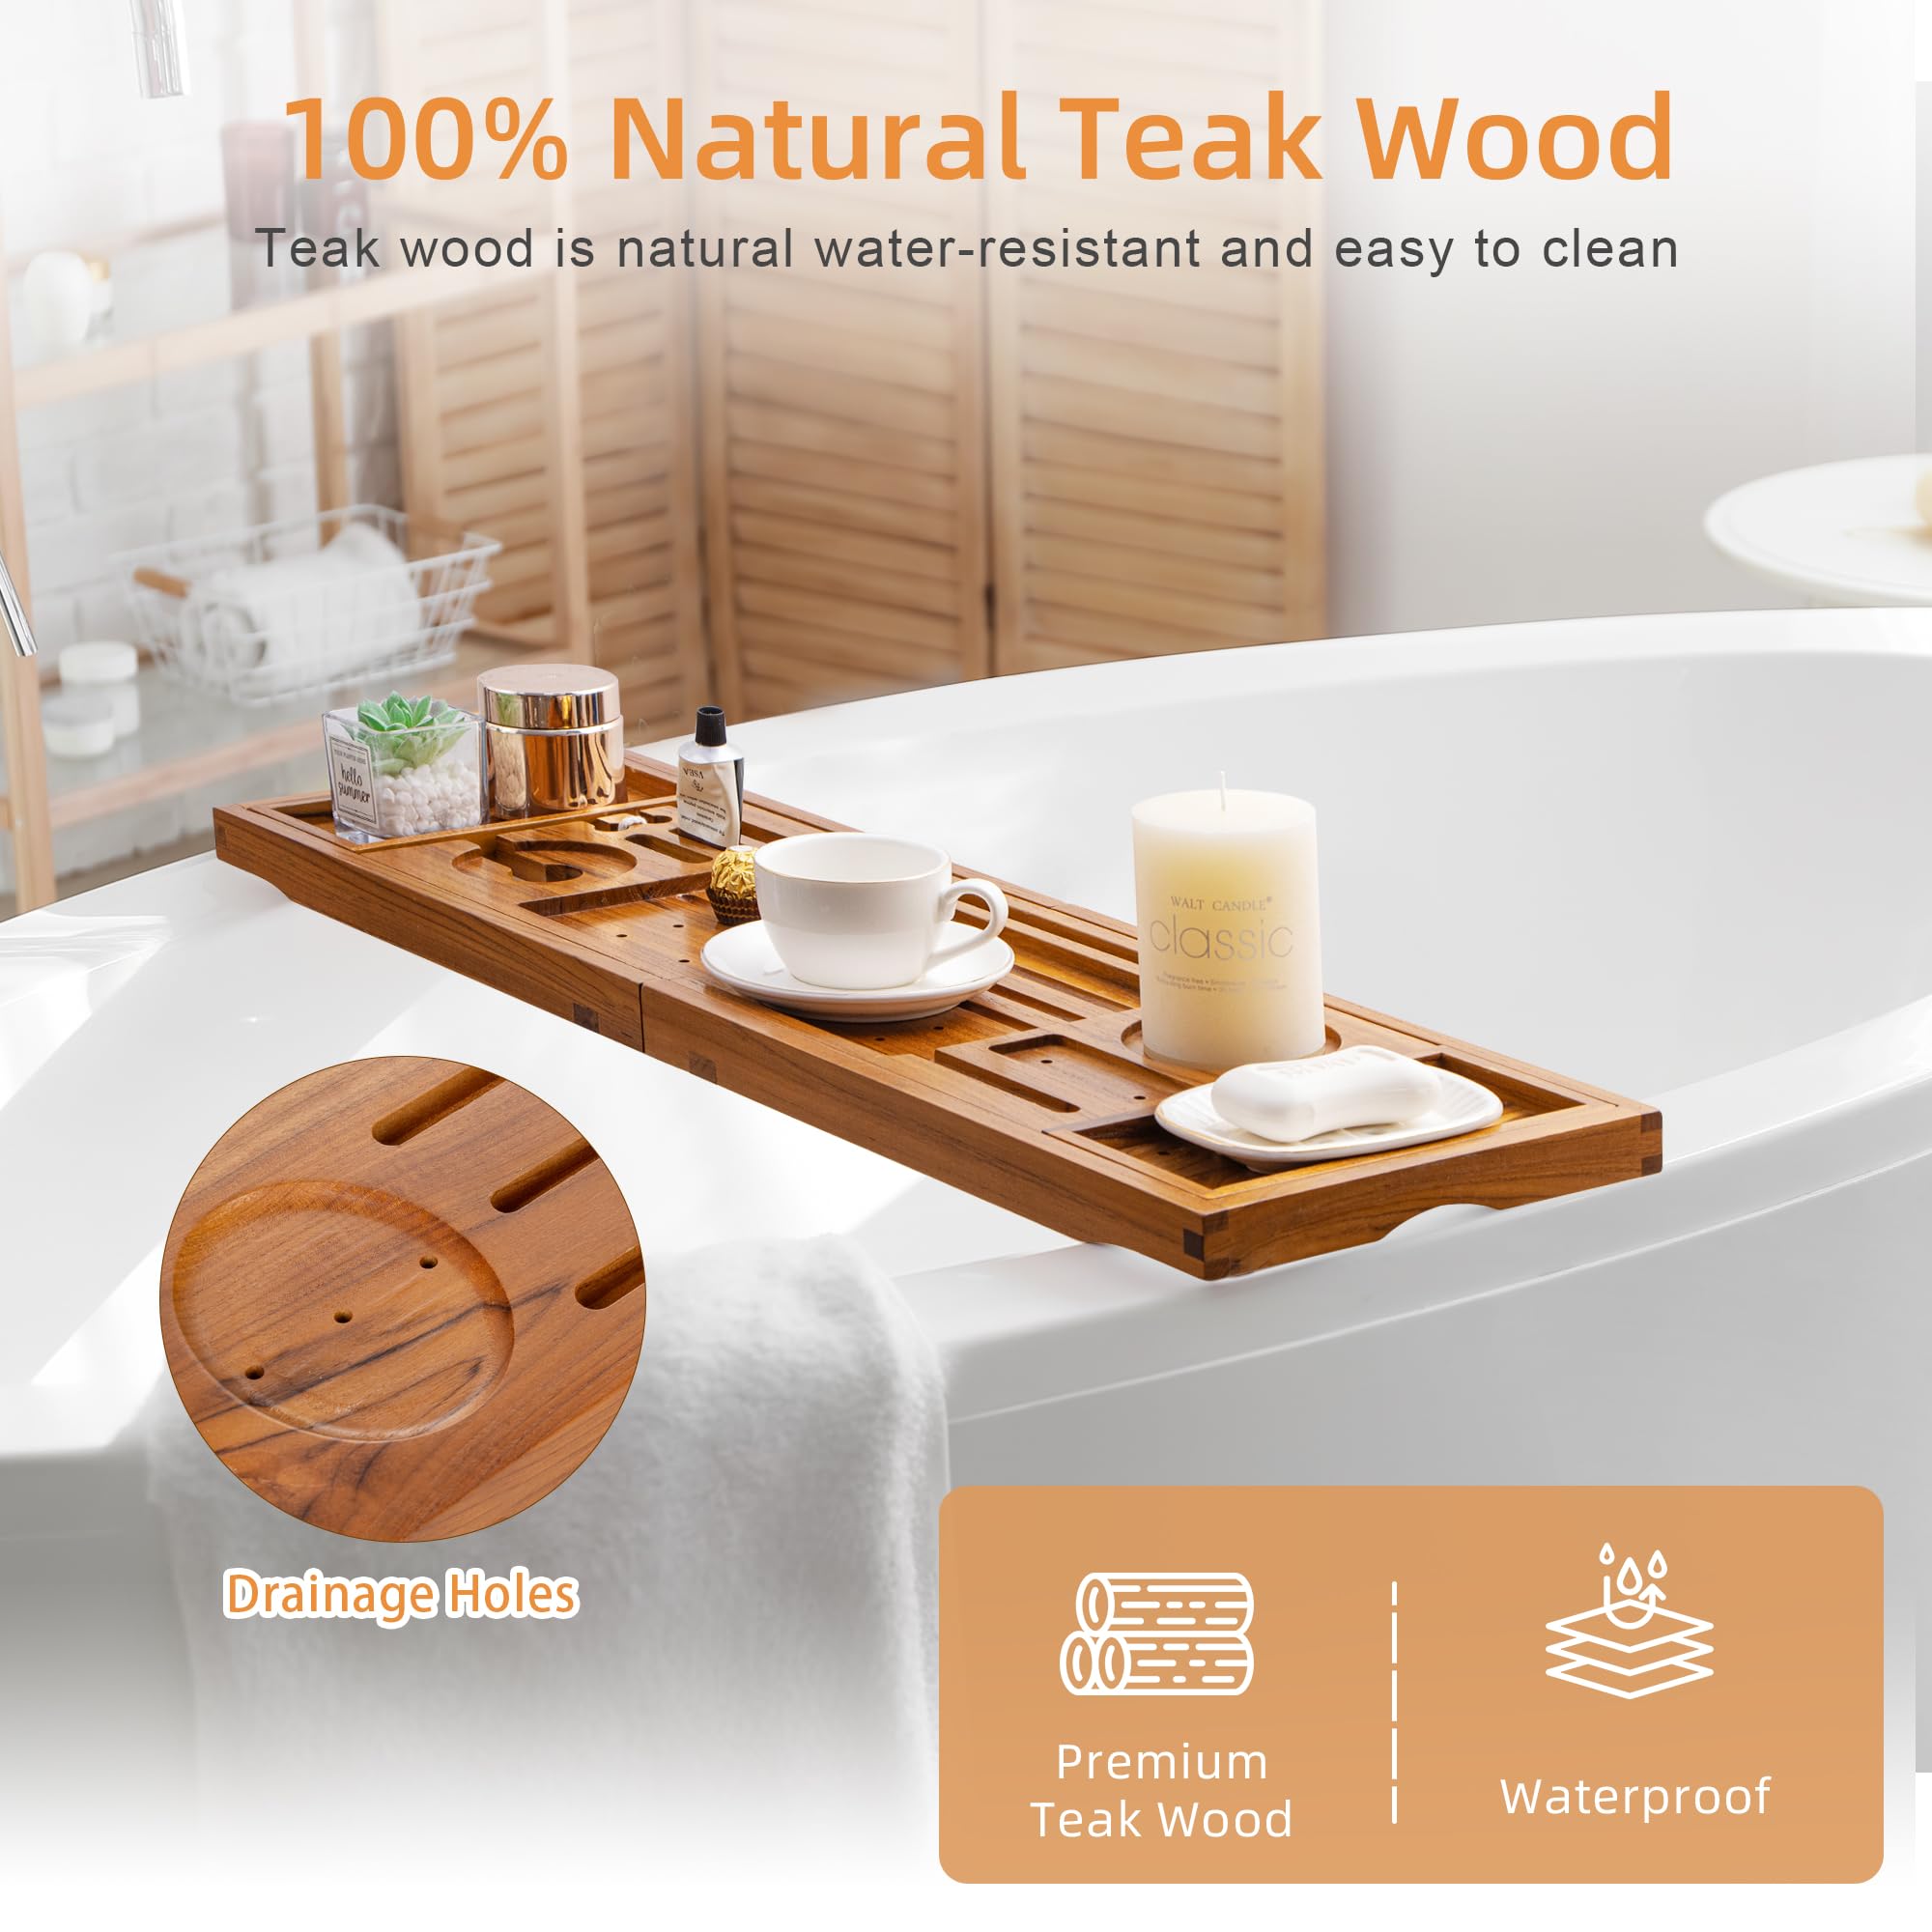 100% Natural Teak Wood
Teak wood is natural water-resistant and easy to clean
hello
summer
WALT CANDLE®
classic
Drainage Holes
Premium
Teak Wood
Waterproof